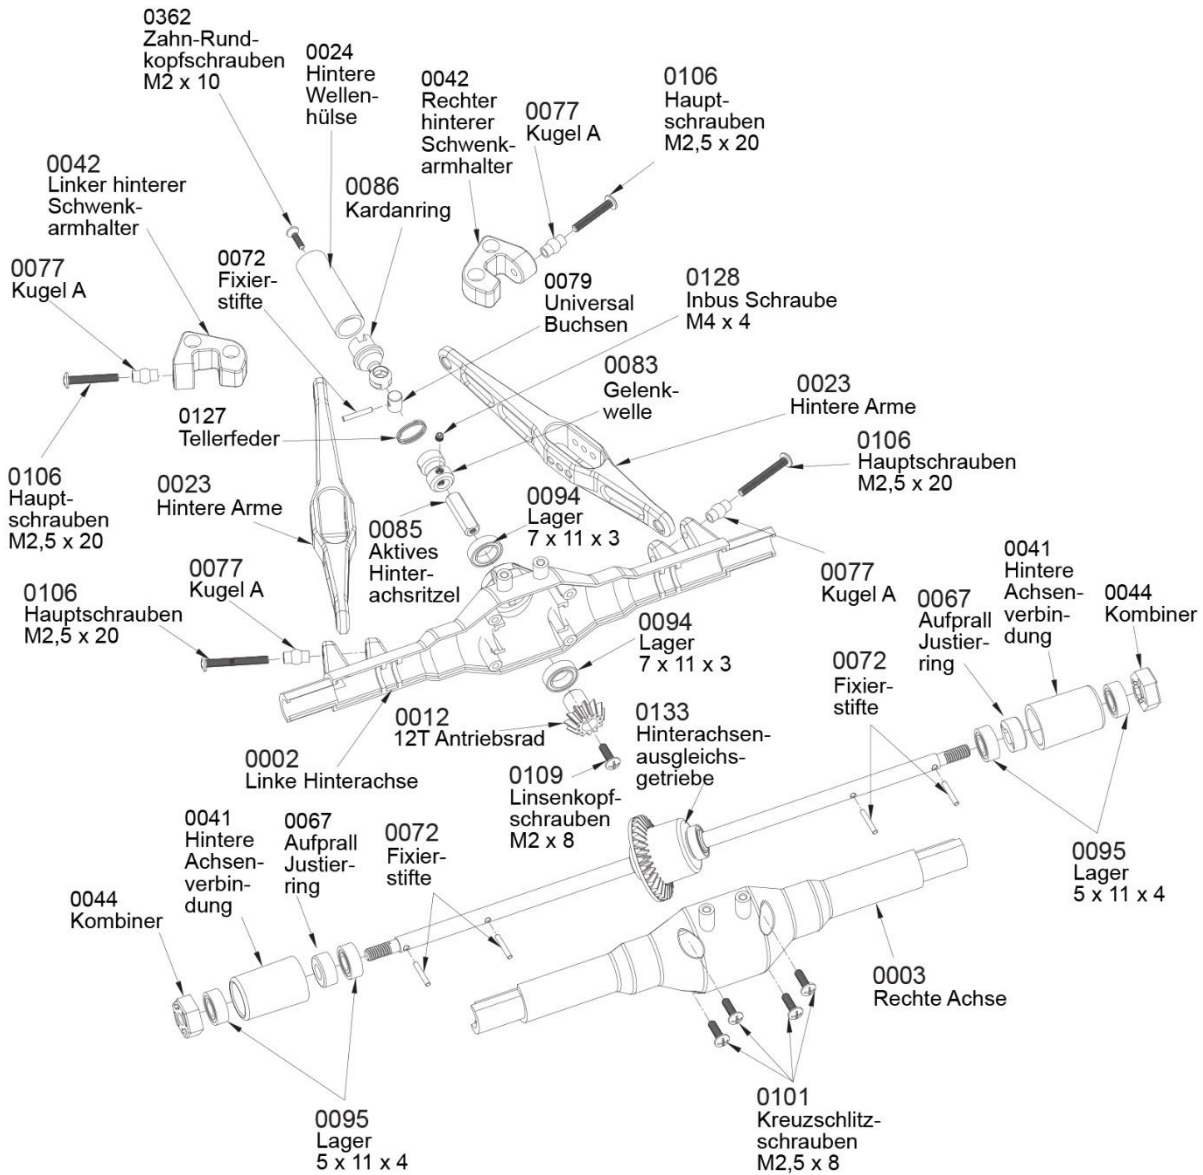 0362
Zahn-Rund-
kopfschrauben
M2 x 10
0024
Hintere
Wellen-
hülse
0042
Rechter
hinterer
Schwenk-
armhalter
0077
Kugel A
0106
Haupt-
schrauben
M2,5 x 20
0042
Linker hinterer
Schwenk-
armhalter
0086
Kardanring
0077
Kugel A
0072
Fixier-
stifte
0079
Universal
Buchsen
0128
Inbus Schraube
M4 x 4
0083
Gelenk-
welle
0023
Hintere Arme
0127
Tellerfeder
0106
Hauptschrauben
M2,5 x 20
0106
Haupt-
schrauben
M2,5 x 20
0023
Hintere Arme
0085
Aktives
Hinter-
achsritzel
0094
Lager
7 x 11 x 3
0077
Kugel A
0106
Hauptschrauben
M2,5 x 20
0077
Kugel A
0041
Hintere
Achsen-
verbin-
dung
0044
Kombiner
0067
Aufprall
Justier-
ring
0094
Lager
7 x 11 x 3
0072
Fixier-
stifte
0012
12T Antriebsrad
0133
Hinterachsen-
ausgleichs-
getriebe
0002
Linke Hinterachse
0109
Linsenkopf-
schrauben
M2 x 8
0041
Hintere
Achsen-
verbin-
dung
0067
Aufprall
Justier-
ring
0072
Fixier-
stifte
0095
Lager
5 x 11 x 4
0044
Kombiner
0003
Rechte Achse
0101
Kreuzschlitz-
schrauben
M2,5 x 8
0095
Lager
5 x 11 x 4